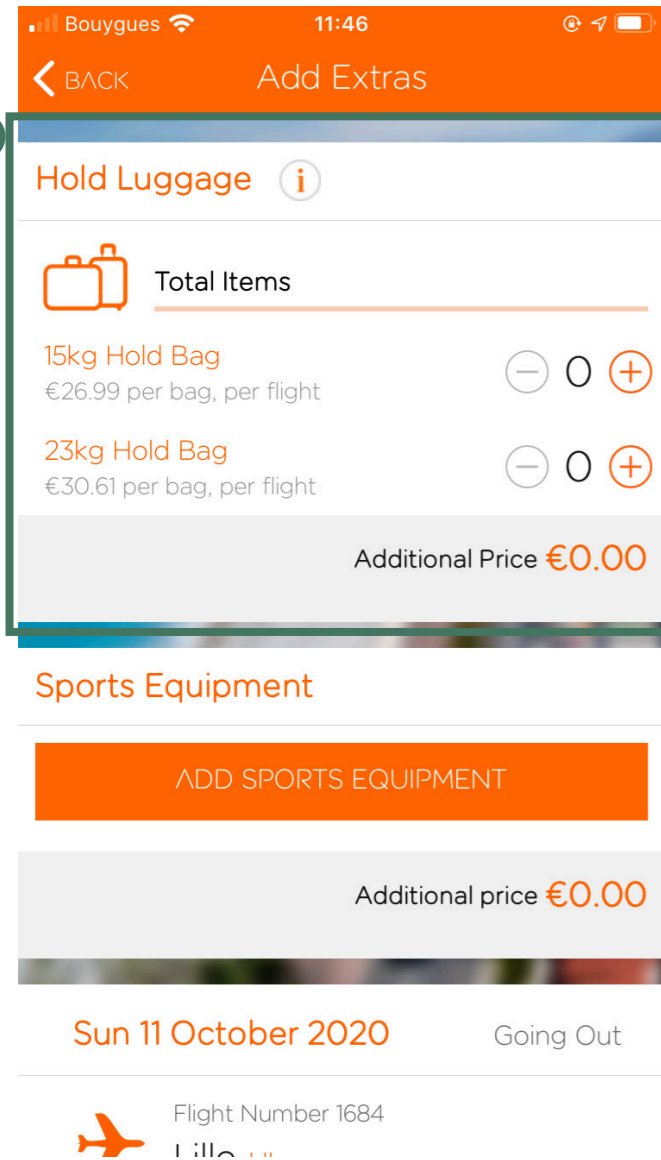 Bouygues 11:46
BACK Add Extras
Hold Luggage i
Total Items
15kg Hold Bag
€26.99 per bag, per flight
0
23kg Hold Bag
€30.61 per bag, per flight
0
Additional Price €0.00
Sports Equipment
ADD SPORTS EQUIPMENT
Additional price €0.00
Sun 11 October 2020 Going Out
Flight Number 1684